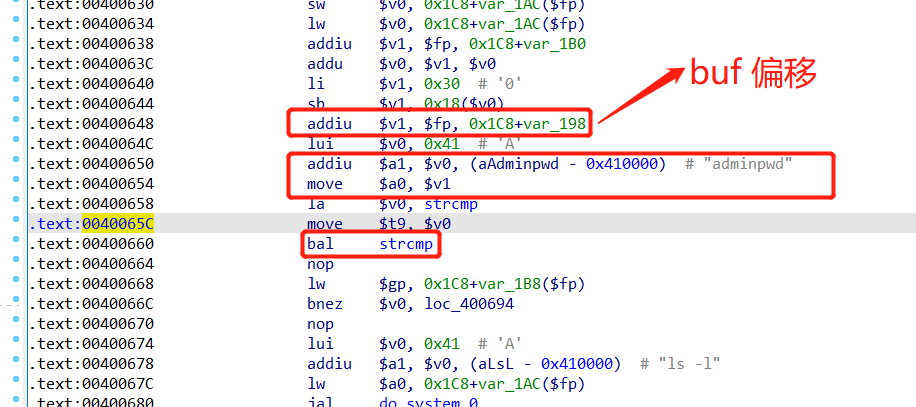 .text:00400630 sw $v0, 0x1C8+var_1AC($fp)
.text:00400634 lw $v0, 0x1C8+var_1AC($fp)
.text:00400638 addiu $v1, $fp, 0x1C8+var_1B0
.text:0040063C addu $v0, $v1, $v0
.text:00400640 li $v1, 0x30 # '0'
.text:00400644 sb $v1, 0x18($v0)
.text:00400648 addiu $v1, $fp, 0x1C8+var_198
buf 偏移
.text:0040064C lui $v0, 0x41 # 'A'
.text:00400650 addiu $a1, $v0, (aAdminpwd - 0x410000) # "adminpwd"
.text:00400654 move $a0, $v1
.text:00400658 la $v0, strcmp
.text:0040065C move $t9, $v0
.text:00400660 bal strcmp
.text:00400664 nop
.text:00400668 lw $gp, 0x1C8+var_1B8($fp)
.text:0040066C bnez $v0, loc_400694
.text:00400670 nop
.text:00400674 lui $v0, 0x41 # 'A'
.text:00400678 addiu $a1, $v0, (aLsL - 0x410000) # "ls -l"
.text:0040067C lw $a0, 0x1C8+var_1AC($fp)
.text:00400680 jal do_system_0